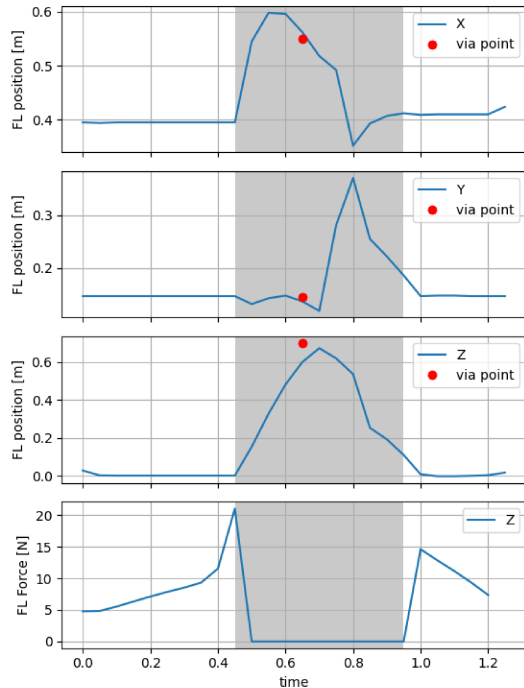 X
via point
0.6
0.5
0.4
FL position [m]
Y
via point
0.3
0.2
FL position [m]
Z
via point
0.6
0.4
0.2
0.0
FL position [m]
Z
20
15
10
5
0
FL Force [N]
0.0 0.2 0.4 0.6 0.8 1.0 1.2
time